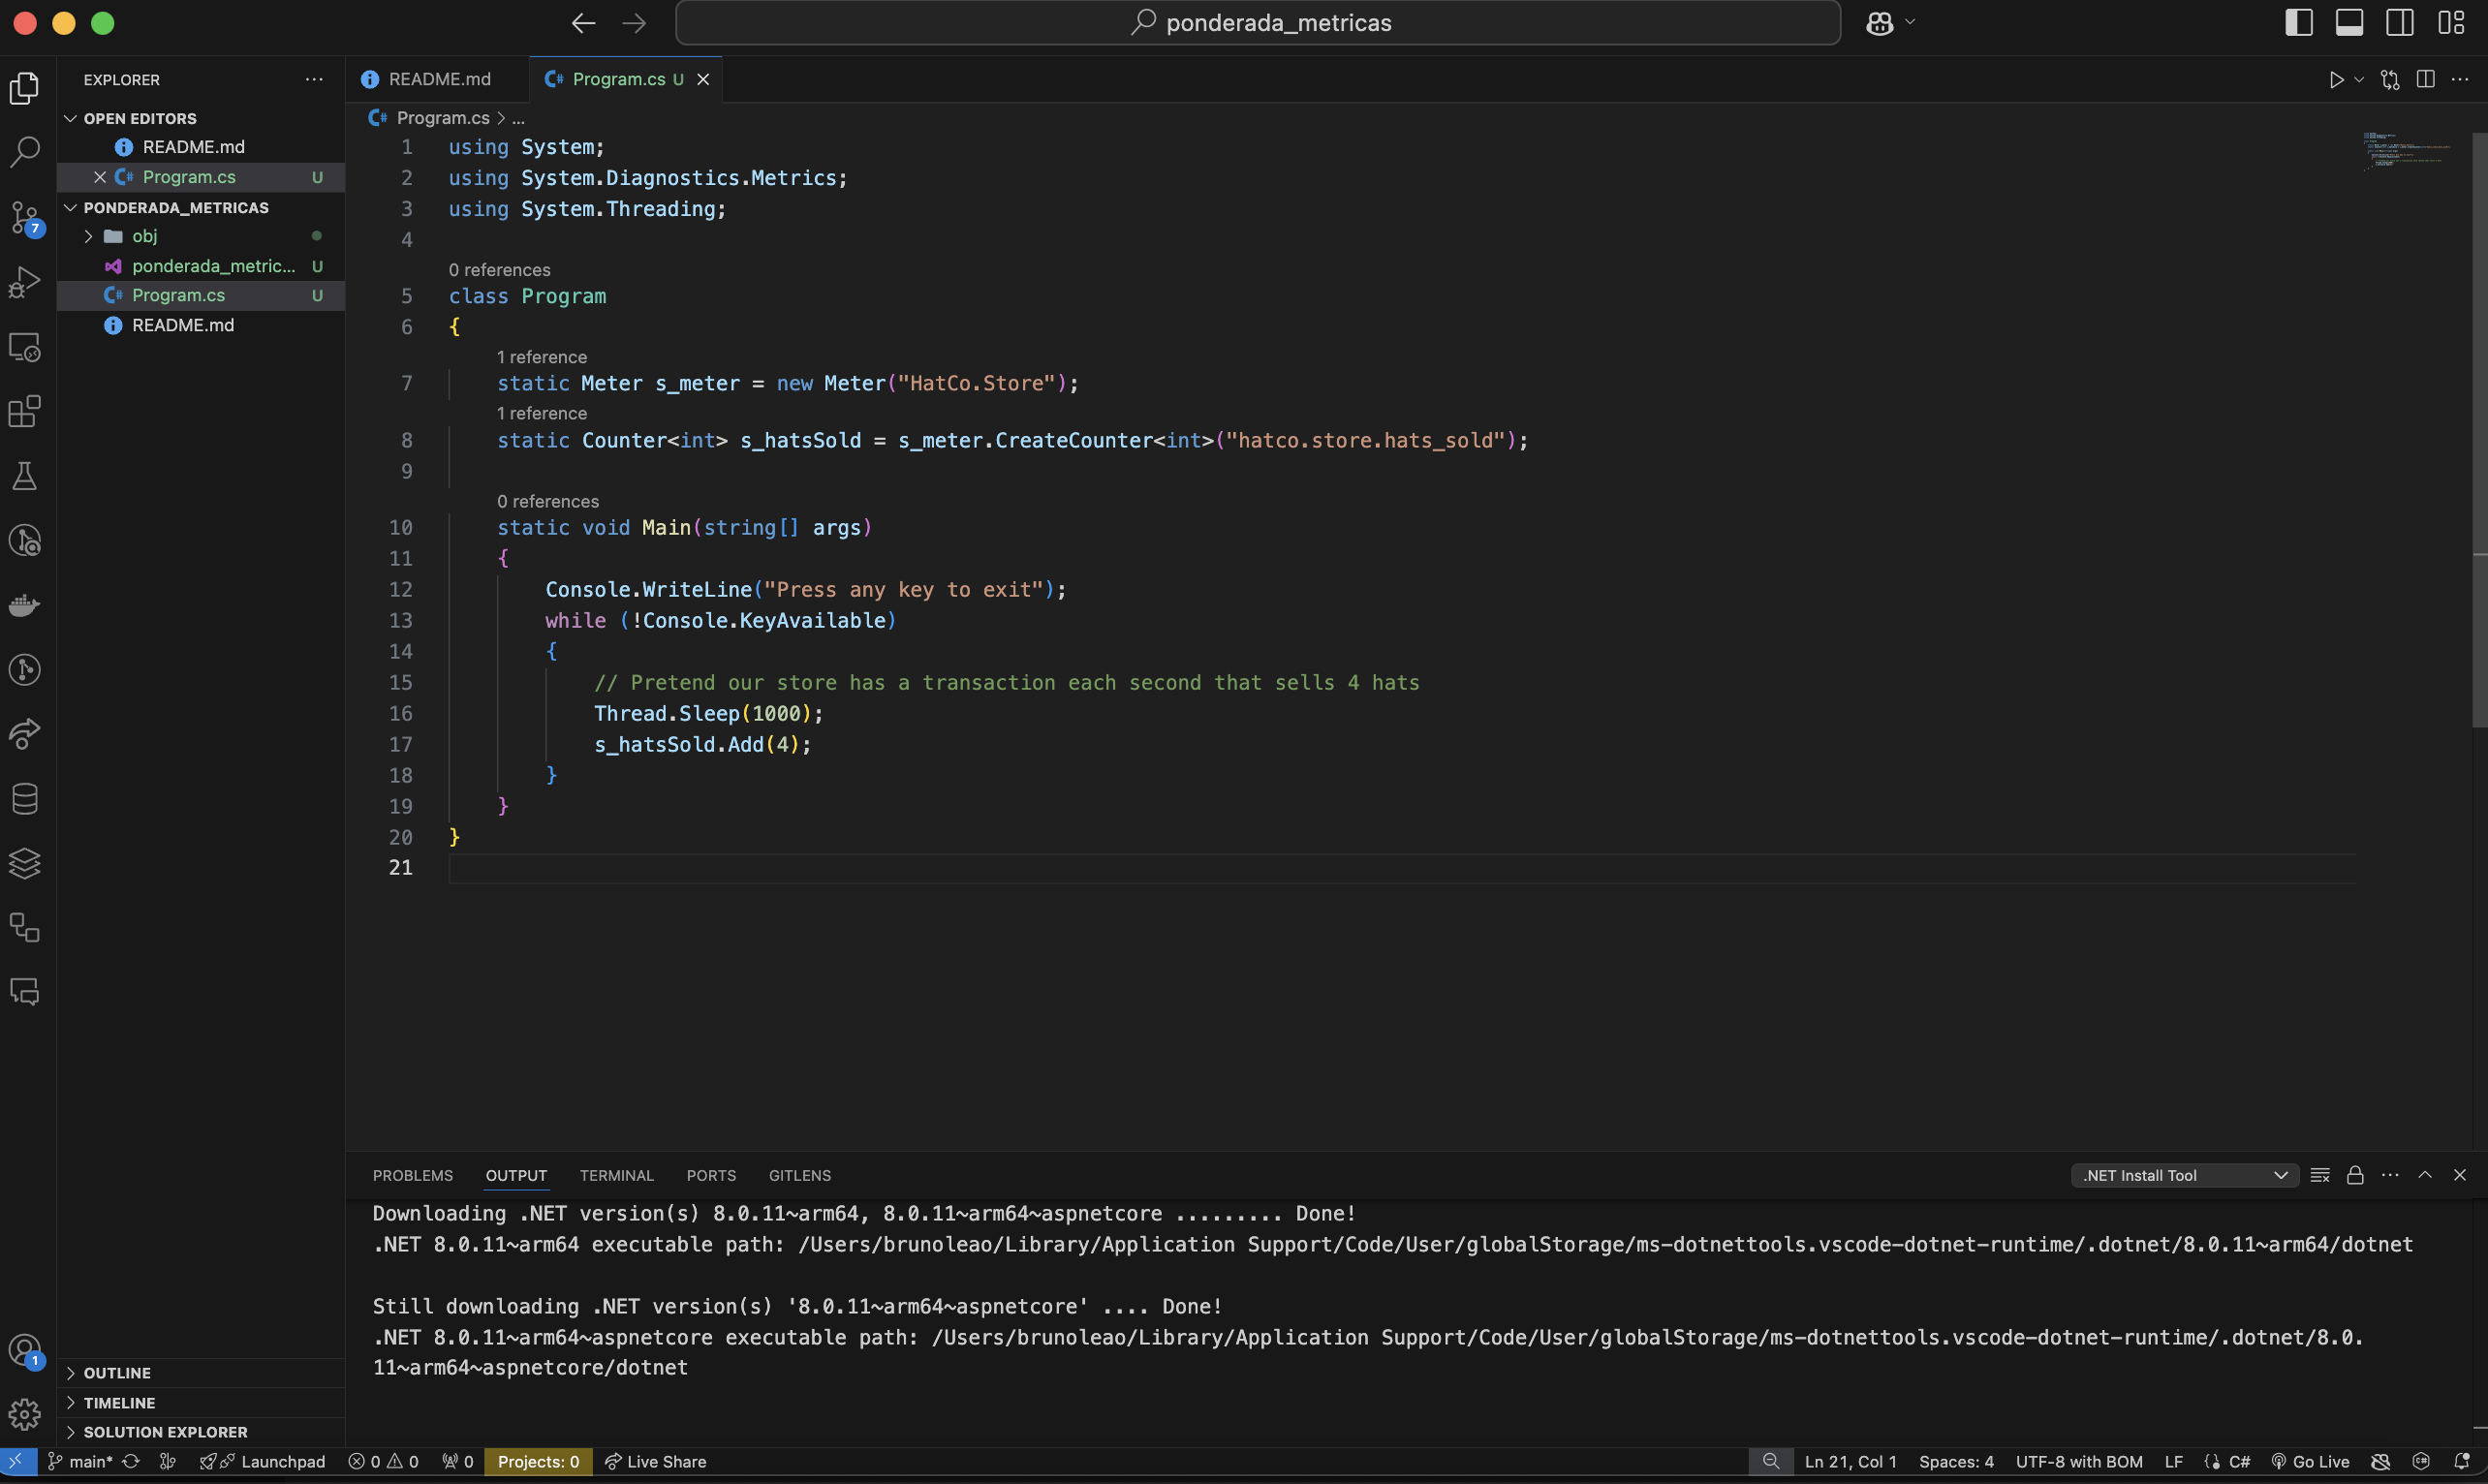 ponderada_metricas
EXPLORER
README.md
Program.cs U
OPEN EDITORS
README.md
Program.cs U
PONDERADA_METRICAS
obj
ponderada_metric... U
Program.cs U
README.md
7
Program.cs > ...
1 using System;
2 using System.Diagnostics.Metrics;
3 using System.Threading;
4
0 references
5 class Program
6 {
1 reference
7 static Meter s_meter = new Meter("HatCo.Store");
1 reference
8 static Counter<int> s_hatsSold = s_meter.CreateCounter<int>("hatco.store.hats_sold");
9
0 references
10 static void Main(string[] args)
11 {
12 Console.WriteLine("Press any key to exit");
13 while (!Console.KeyAvailable)
14 {
15 // Pretend our store has a transaction each second that sells 4 hats
16 Thread.Sleep(1000);
17 s_hatsSold.Add(4);
18 }
19 }
20 }
21
PROBLEMS OUTPUT TERMINAL PORTS GITLENS
.NET Install Tool
Downloading .NET version(s) 8.0.11~arm64, 8.0.11~arm64~aspnetcore ......... Done!
.NET 8.0.11~arm64 executable path: /Users/brunoleao/Library/Application Support/Code/User/globalStorage/ms-dotnettools.vscode-dotnet-runtime/.dotnet/8.0.11~arm64/dotnet
Still downloading .NET version(s) '8.0.11~arm64~aspnetcore' .... Done!
.NET 8.0.11~arm64~aspnetcore executable path: /Users/brunoleao/Library/Application Support/Code/User/globalStorage/ms-dotnettools.vscode-dotnet-runtime/.dotnet/8.0.
11~arm64~aspnetcore/dotnet
1
OUTLINE
TIMELINE
SOLUTION EXPLORER
main* Launchpad 0 0 0 Projects: 0 Live Share Ln 21, Col 1 Spaces: 4 UTF-8 with BOM LF C# Go Live